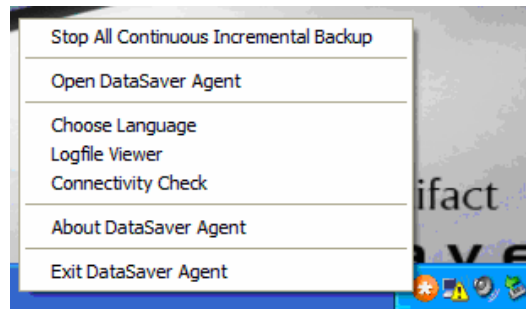 Stop All Continuous Incremental Backup
Open DataSaver Agent
Choose Language
Logfile Viewer
Connectivity Check
ifact
About DataSaver Agent
Exit DataSaver Agent